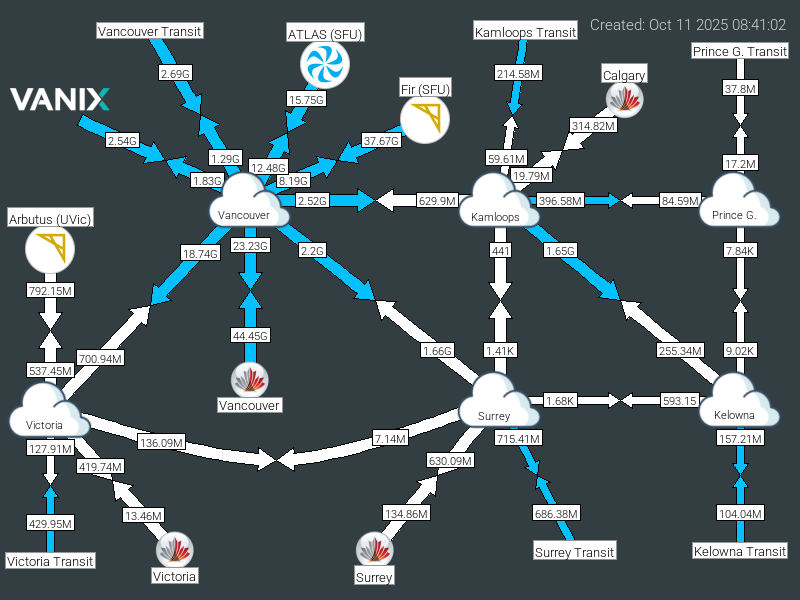 Created: Oct 11 2025 08:41:02
Vancouver Transit
ATLAS (SFU)
Kamloops Transit
Prince G. Transit
2.69G
214.58M
Calgary
37.8M
VANIX
15.75G
Fir (SFU)
314.82M
2.54G
37.67G
1.29G
12.48G
59.61M
17.2M
1.83G
8.19G
19.79M
2.52G
629.9M
396.58M
84.59M
Arbutus (UVic)
Vancouver
Kamloops
Prince G.
18.74G
23.23G
2.2G
441
1.65G
7.84K
792.15M
44.45G
700.94M
1.66G
1.41K
255.34M
9.02K
537.45M
Vancouver
1.68K
593.15
Victoria
Surrey
Kelowna
136.09M
7.14M
715.41M
157.21M
127.91M
419.74M
630.09M
429.95M
13.46M
134.86M
686.38M
104.04M
Victoria Transit
Victoria
Surrey
Surrey Transit
Kelowna Transit